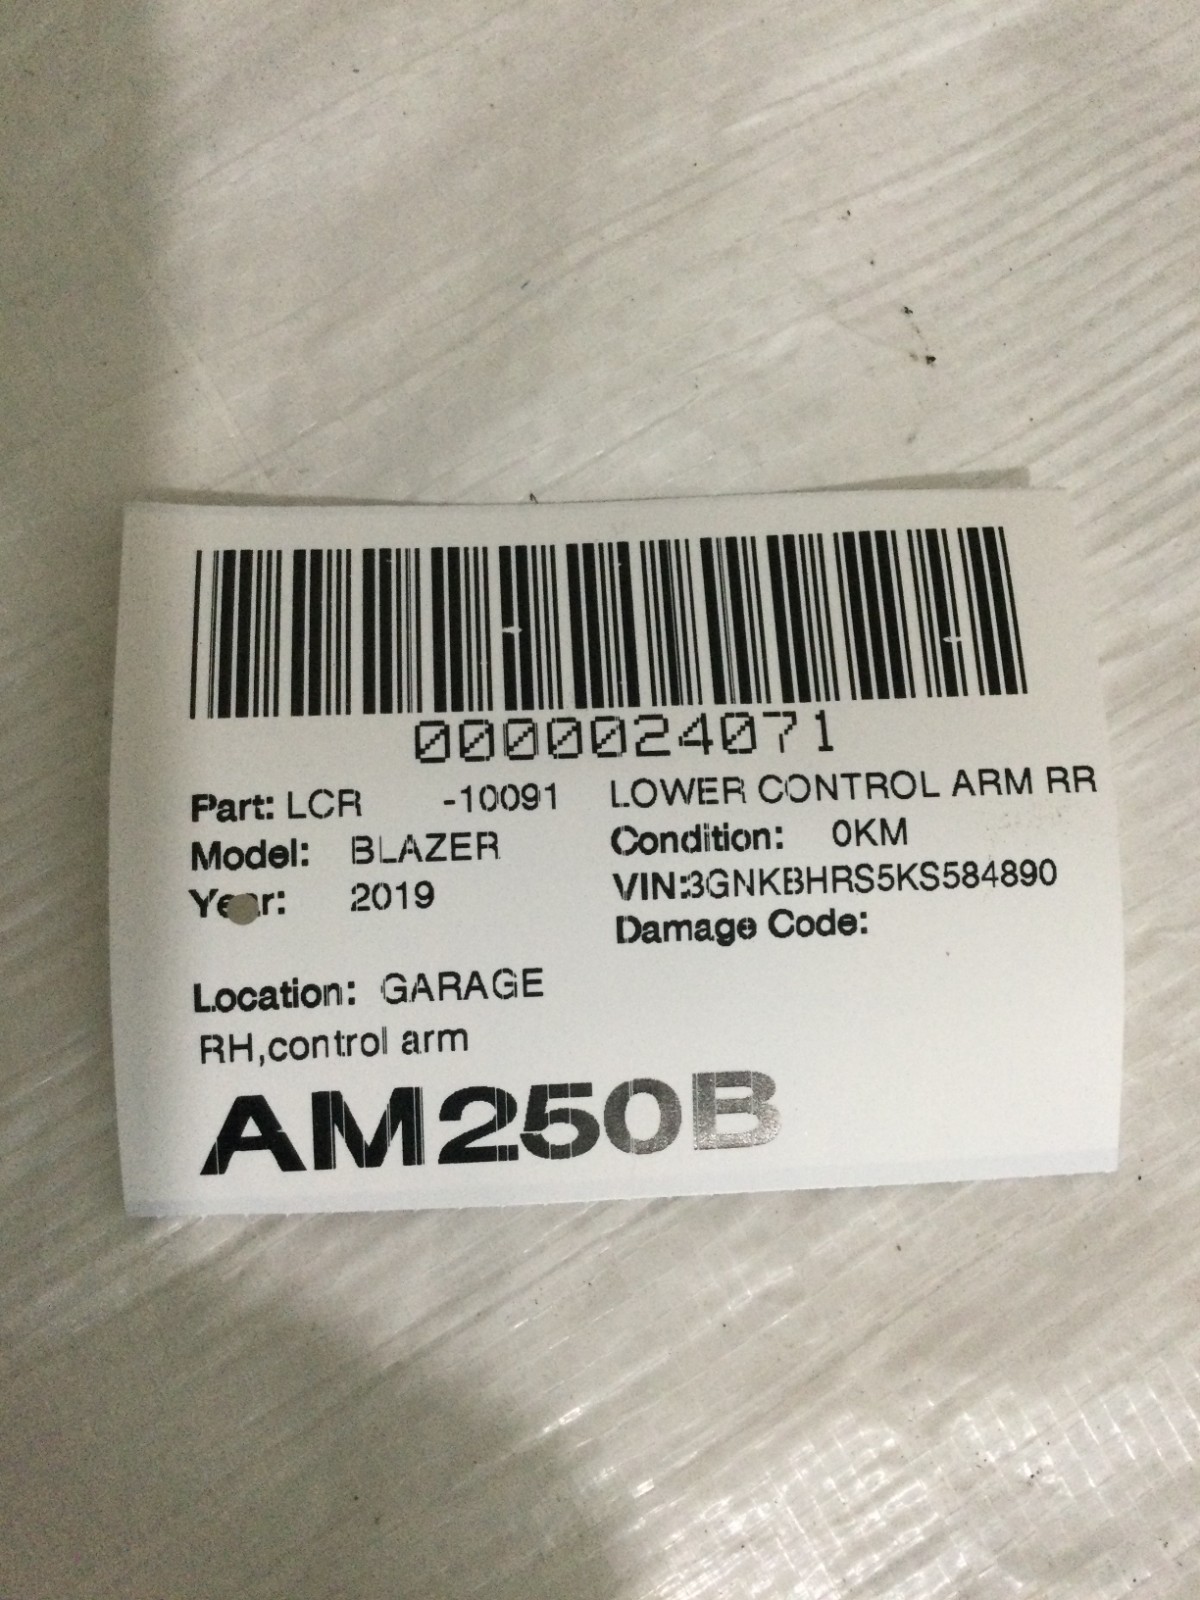 0000024071
Part: LCR -10091 LOWER CONTROL ARM RR
Model: BLAZER Condition: 0KM
Year: 2019 VIN:3GNKBHRS5KS584890
Damage Code:
Location: GARAGE
RH,control arm
AM250B